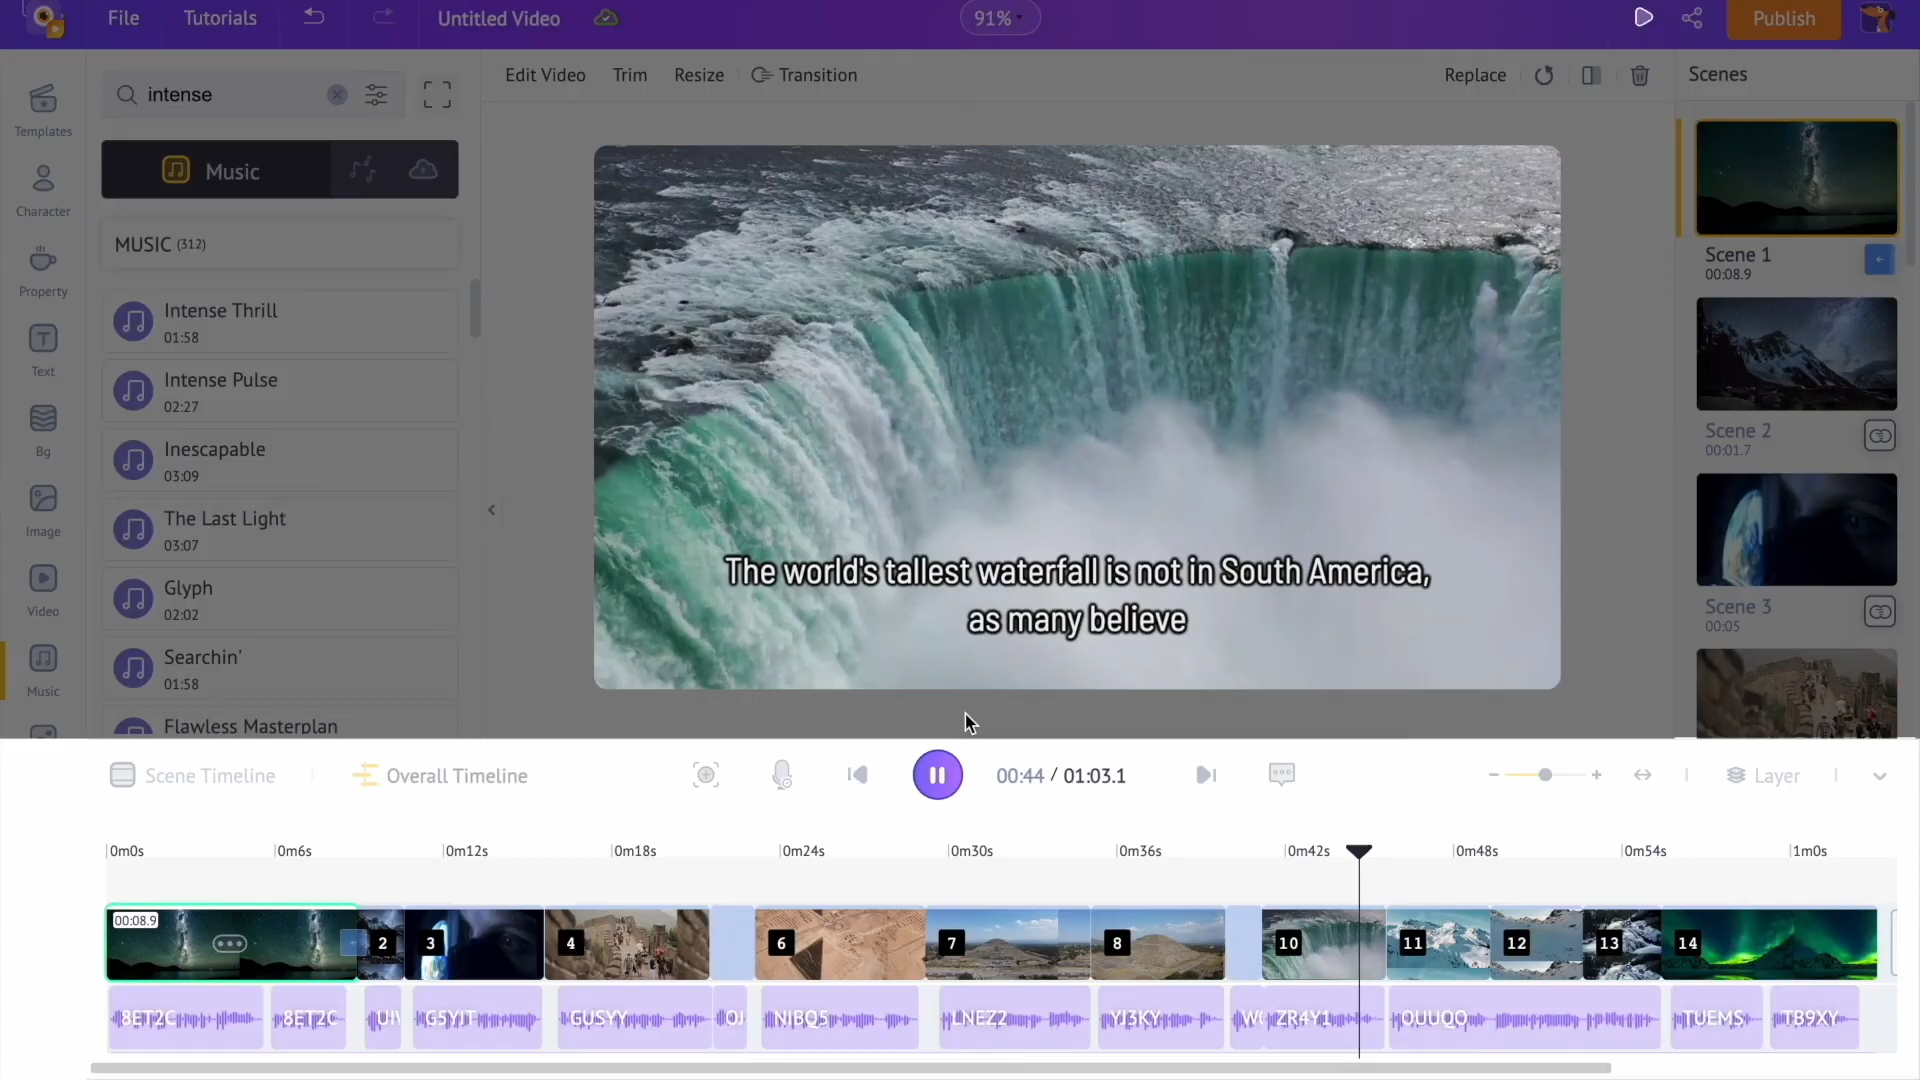 File
Tutorials
Untitled Video
91%
Publish
Templates
Character
Property
Text
Bg
Image
Video
Music
intense
Music
MUSIC (312)
Intense Thrill
01:58
Intense Pulse
02:27
Inescapable
03:09
The Last Light
03:07
Glyph
02:02
Searchin'
01:58
Flawless Masterplan
Edit Video
Trim
Resize
Transition
Replace
The world's tallest waterfall is not in South America,
as many believe
Scenes
Scene 1
00:08.9
Scene 2
00:01.7
Scene 3
00:05
Scene Timeline
Overall Timeline
00:44 / 01:03.1
Layer
0m0s
0m6s
0m12s
0m18s
0m24s
0m30s
0m36s
0m42s
0m48s
0m54s
1m0s
00:08.9
2
3
4
6
7
8
10
11
12
13
14
8ET2C
8ET2C
G5YIT
GUSYY
NIBQ5
LNEZ2
YJ3KY
ZR4Y1
OUUQO
TUEMS
TB9XY